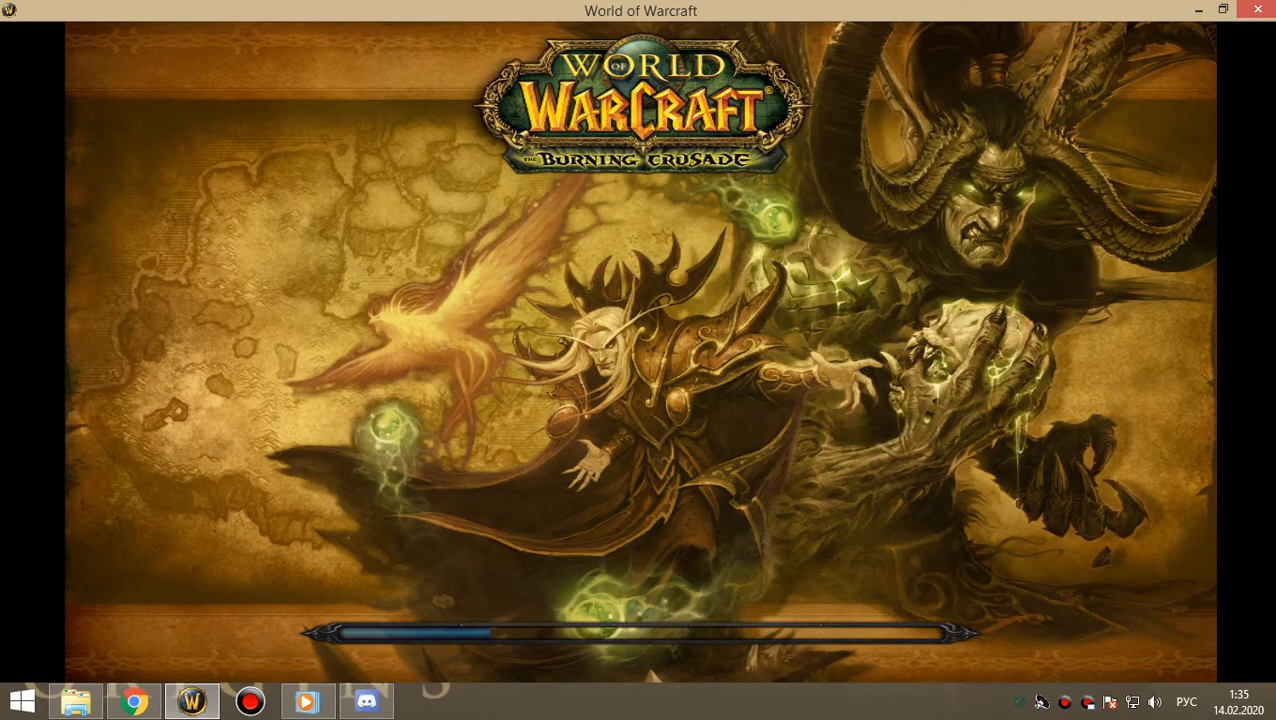 World of Warcraft
WORLD
OF
WARCRAFT®
THE BURNING CRUSADE
РУС
1:35
14.02.2020